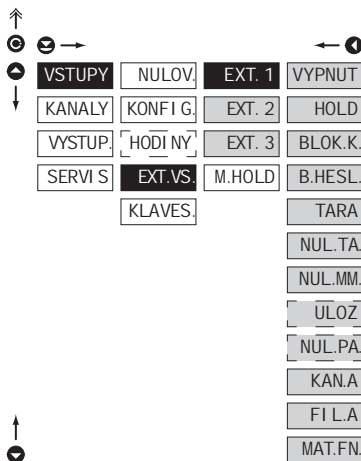 VSTUPY NULOV. EXT. 1 VYPNUT
KANALY KONFIG. EXT. 2 HOLD
VYSTUP. HODINY EXT. 3 BLOK.K.
SERVIS EXT.VS. M.HOLD B.HESL.
KLAVES. TARA
NUL.TA.
NUL.MM.
ULOZ
NUL.PA.
KAN.A
FIL.A
MAT.FN.